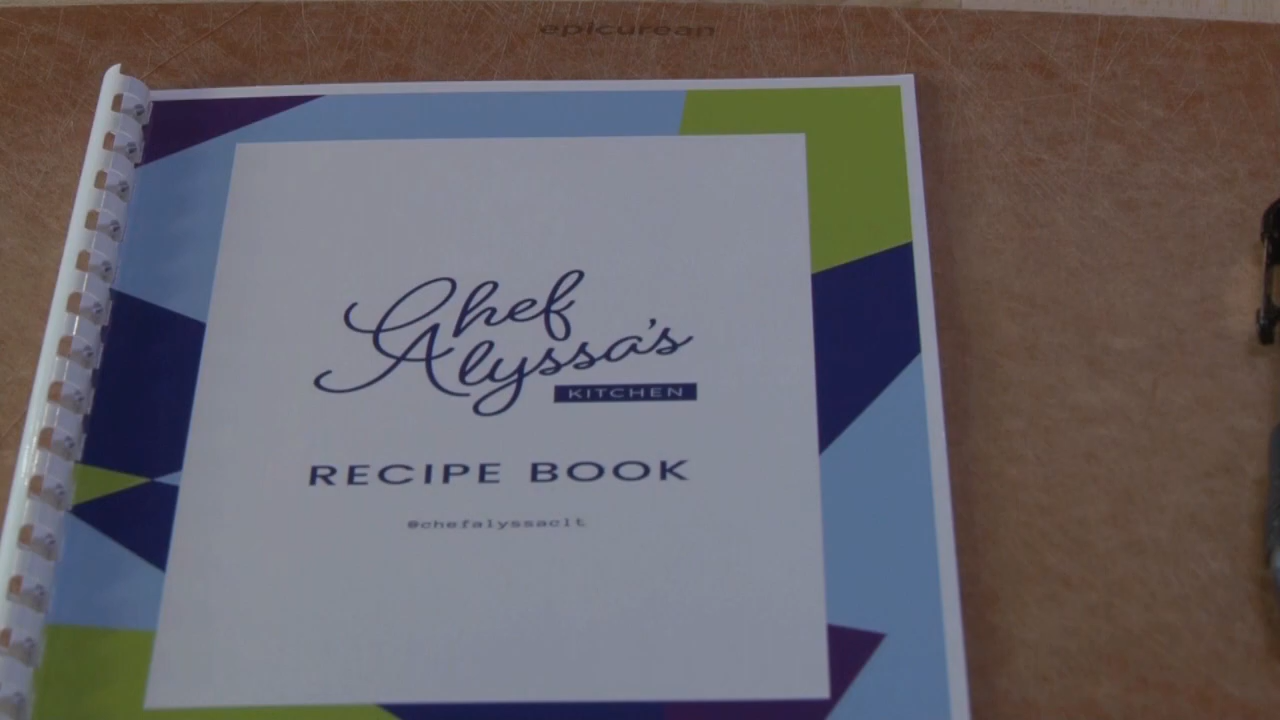 epicurean
Chef
Alyssa's
KITCHEN
RECIPE BOOK
@chefalyssaclt